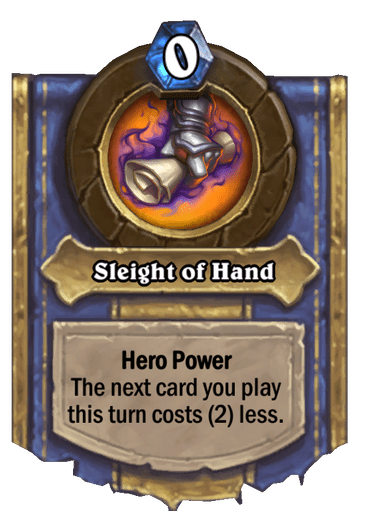 0
Sleight of Hand
Hero Power
The next card you play
this turn costs (2) less.